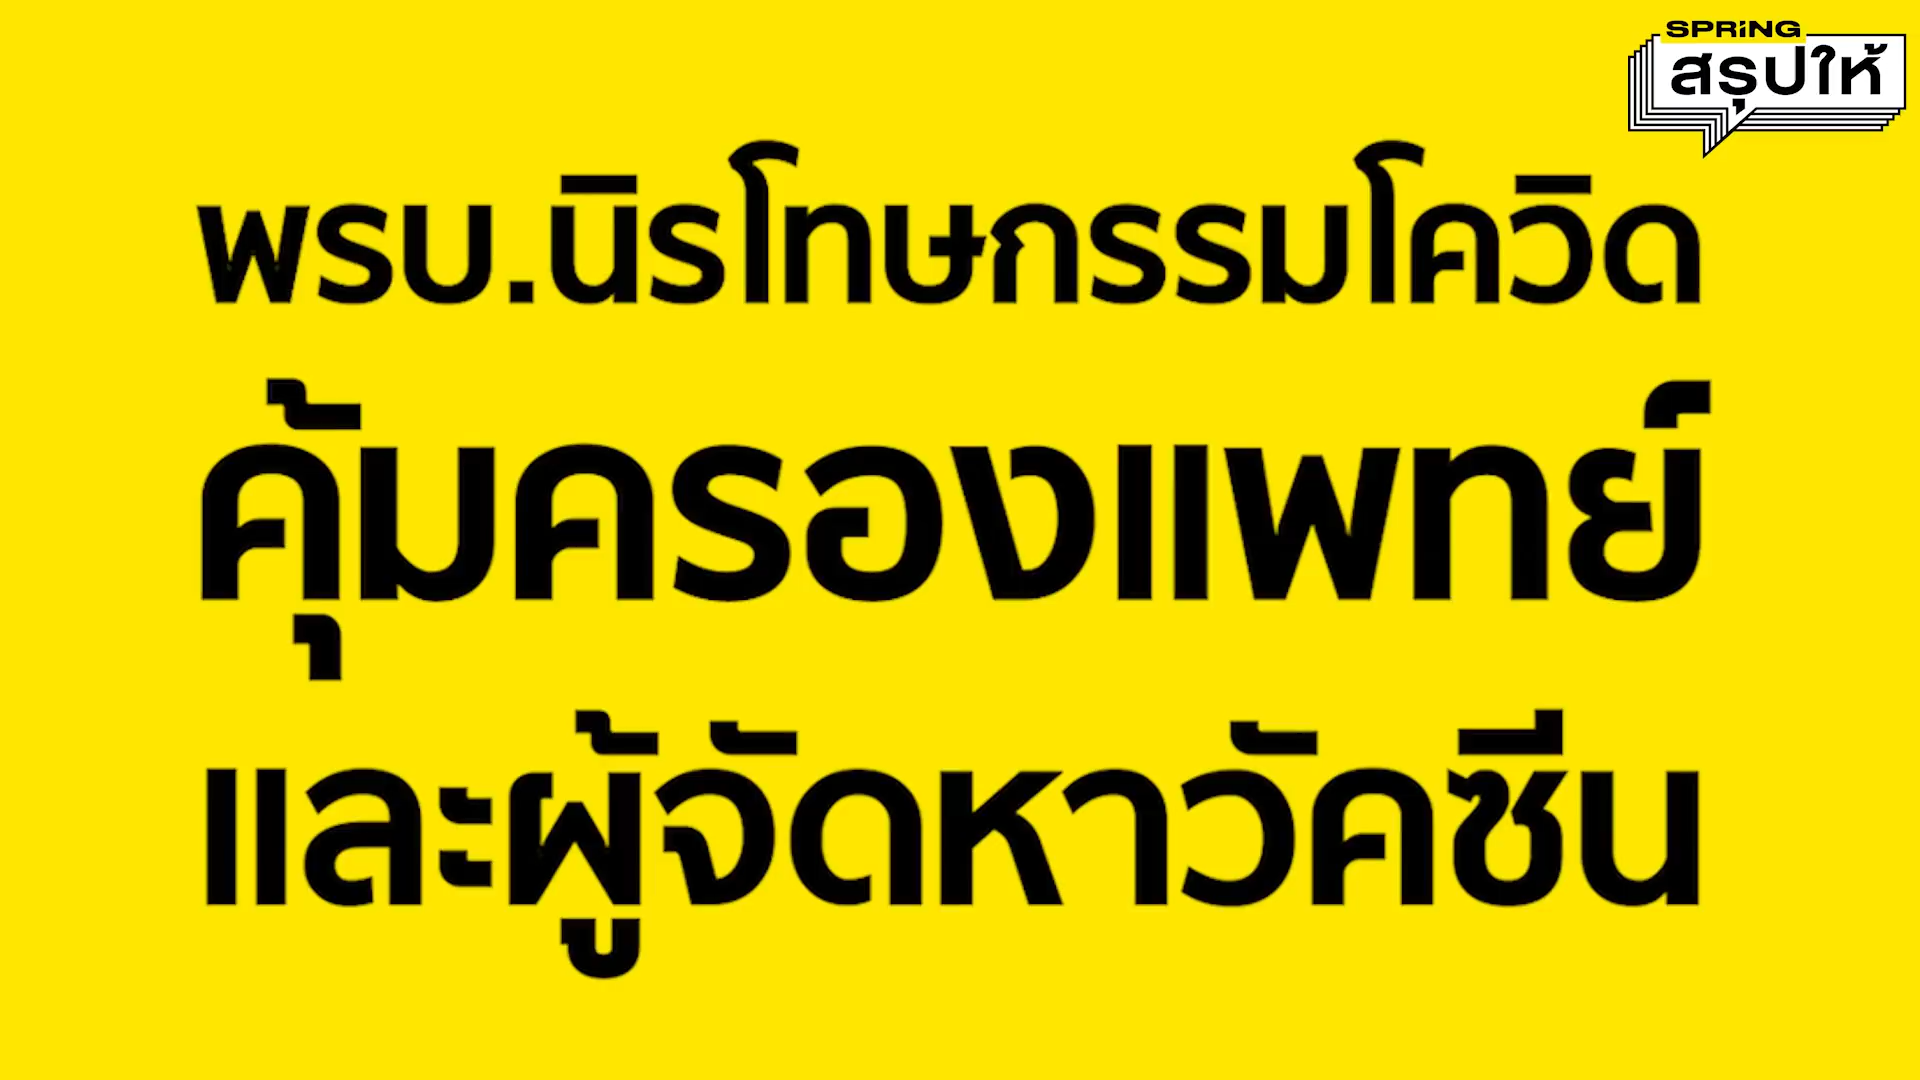 SPRiNG
สรุปให้
พรบ.นิรโทษกรรมโควิด
คุ้มครองแพทย์
และผู้จัดหาวัคซีน